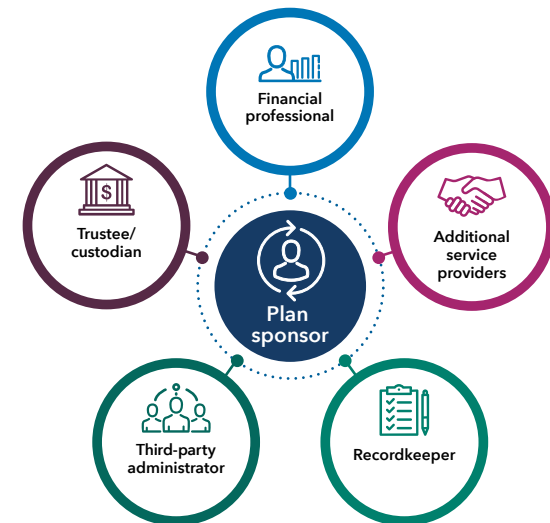 Financial
professional
Trustee/
custodian
$
Additional
service
providers
Plan
sponsor
Third-party
administrator
Recordkeeper